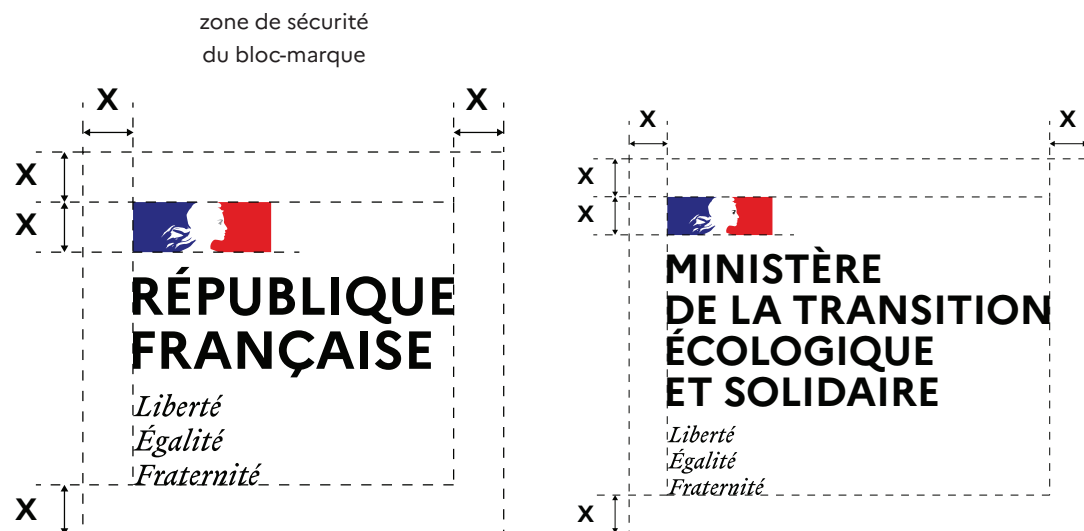 zone de sécurité
du bloc-marque
X X
X
X
RÉPUBLIQUE
FRANÇAISE
Liberté
Égalité
Fraternité
X
X X
X
X
MINISTÈRE
DE LA TRANSITION
ÉCOLOGIQUE
ET SOLIDAIRE
Liberté
Égalité
Fraternité
X